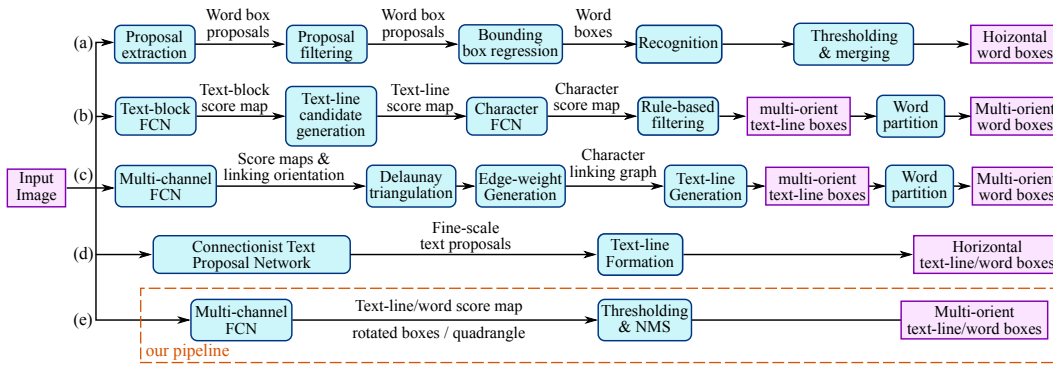 Word box
proposals
Word box
proposals
Word
boxes
(a)
Proposal
extraction
Proposal
filtering
Bounding
box regression
Recognition
Thresholding
& merging
Hoizontal
word boxes
Text-block
score map
Text-line
score map
Character
score map
(b)
Text-block
FCN
Text-line
candidate
generation
Character
FCN
Rule-based
filtering
multi-orient
text-line boxes
Word
partition
Multi-orient
word boxes
Input
Image
(c)
Score maps &
linking orientation
Character
linking graph
Multi-channel
FCN
Delaunay
triangulation
Edge-weight
Generation
Text-line
Generation
multi-orient
text-line boxes
Word
partition
Multi-orient
word boxes
(d)
Connectionist Text
Proposal Network
Fine-scale
text proposals
Text-line
Formation
Horizontal
text-line/word boxes
(e)
Multi-channel
FCN
Text-line/word score map
rotated boxes / quadrangle
Thresholding
& NMS
Multi-orient
text-line/word boxes
our pipeline